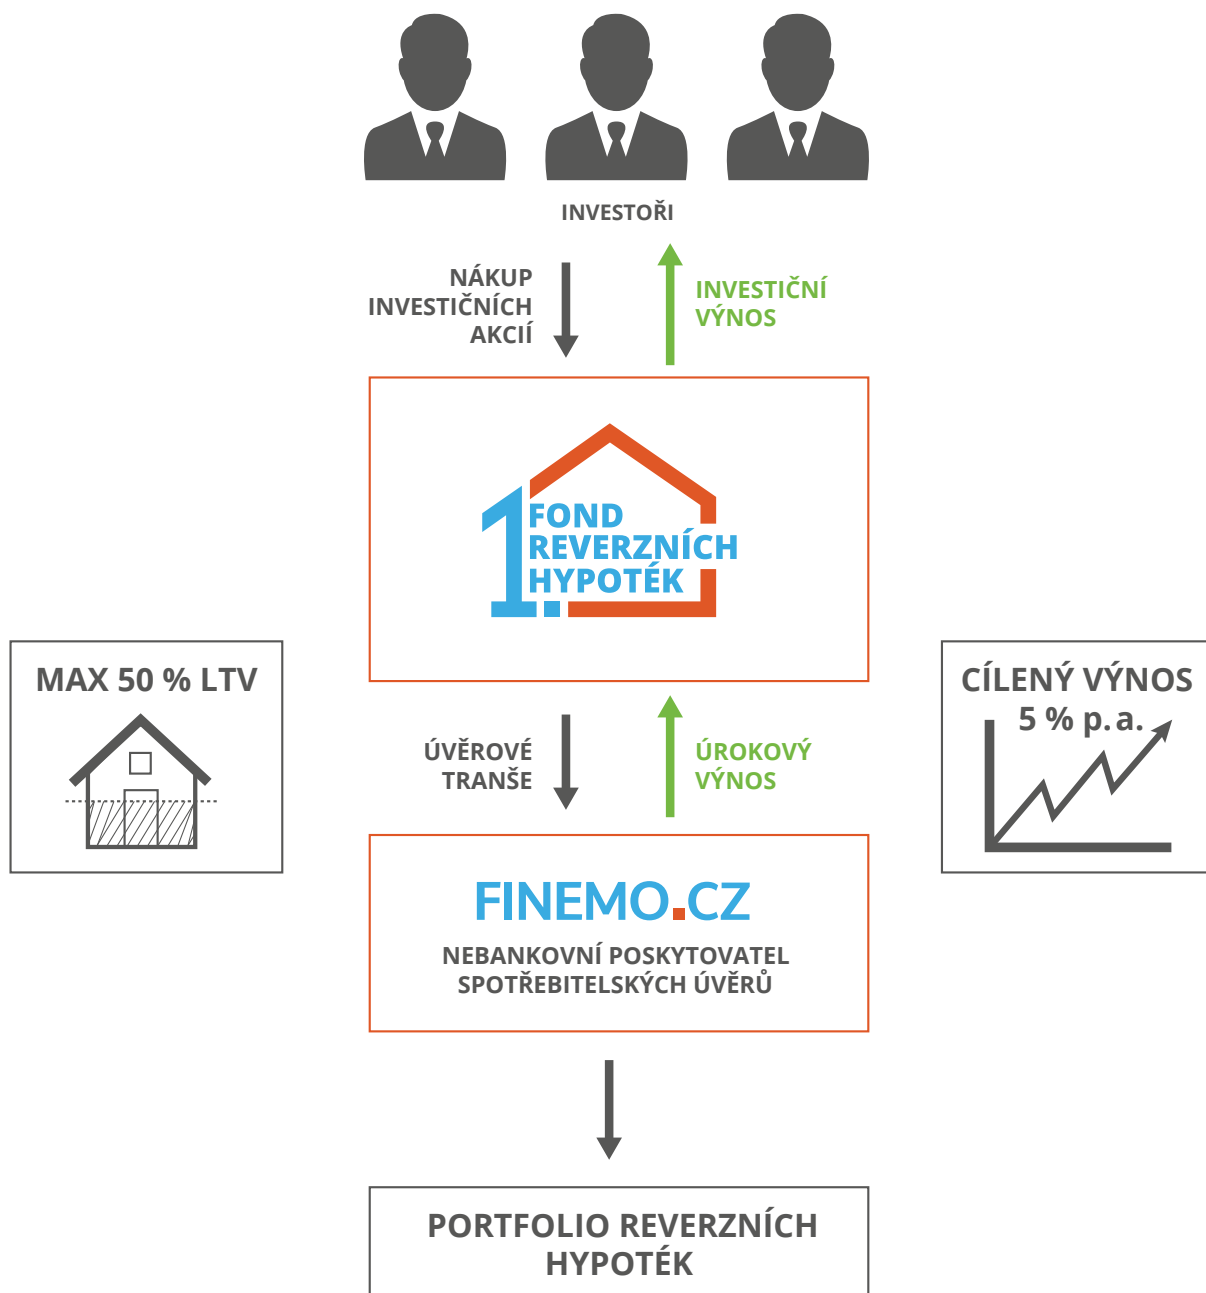 INVESTOŘI
NÁKUP
INVESTIČNÍCH
AKCIÍ
INVESTIČNÍ
VÝNOS
1.
FOND
REVERZNÍCH
HYPOTÉK
MAX 50 % LTV
CÍLENÝ VÝNOS
5 % p. a.
ÚVĚROVÉ
TRANŠE
ÚROKOVÝ
VÝNOS
FINEMO.CZ
NEBANKOVNÍ POSKYTOVATEL
SPOTŘEBITELSKÝCH ÚVĚRŮ
PORTFOLIO REVERZNÍCH
HYPOTÉK